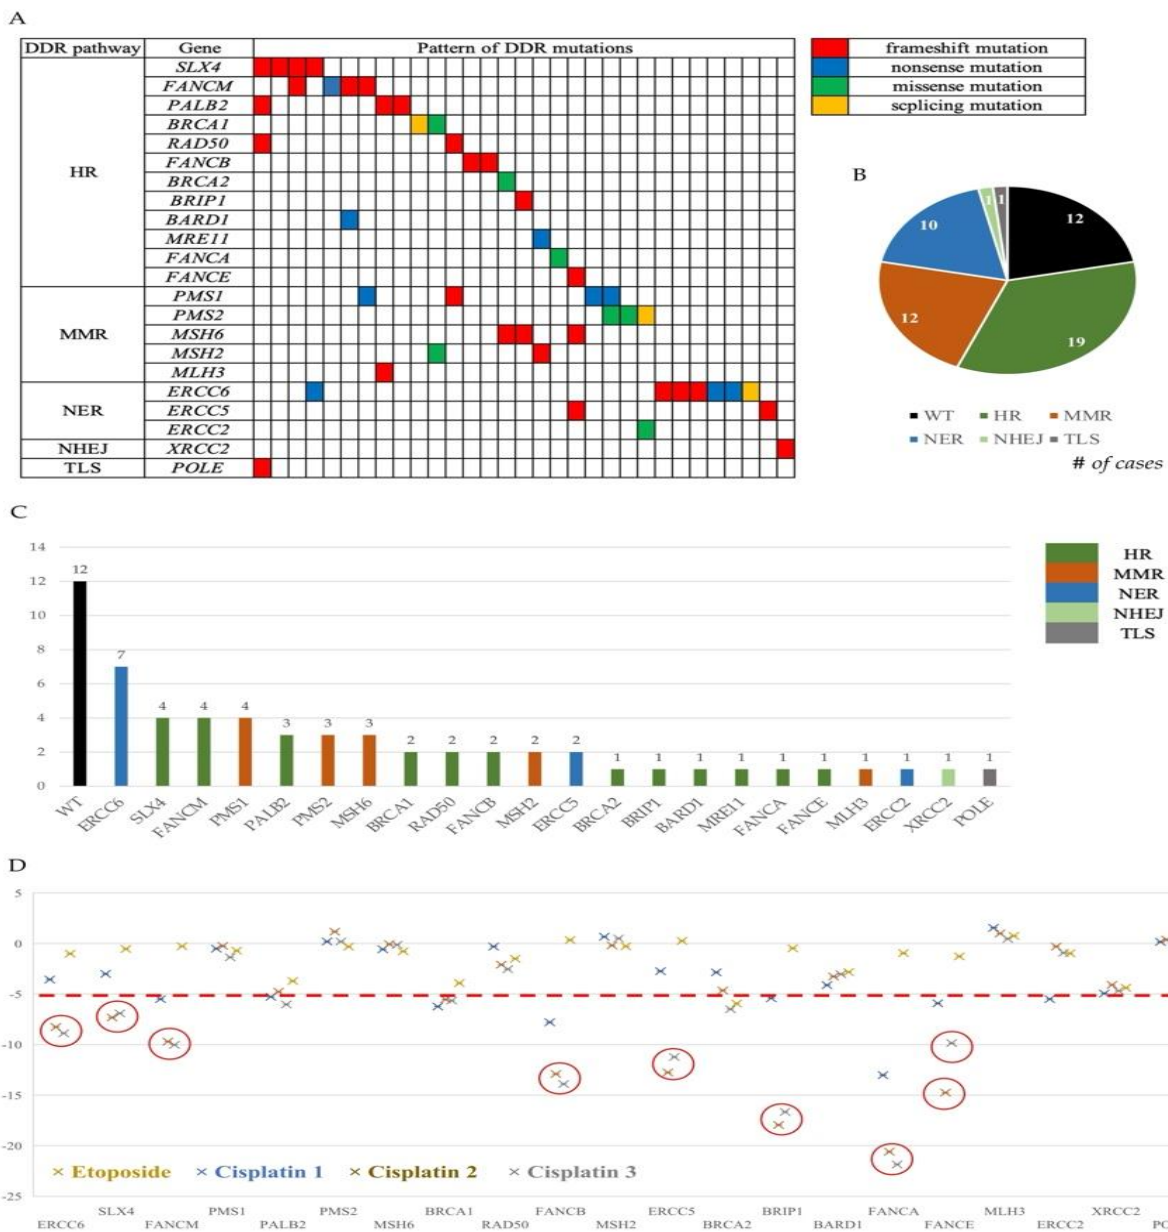 A
DDR pathway Gene Pattern of DDR mutations
HR
SLX4
FANCM
PALB2
BRCA1
RAD50
FANCB
BRCA2
BRIP1
BARD1
MRE11
FANCA
FANCE
MMR
PMS1
PMS2
MSH6
MSH2
MLH3
NER
ERCC6
ERCC5
ERCC2
NHEJ XRCC2
TLS POLE
frameshift mutation
nonsense mutation
missense mutation
scplicing mutation
B
1 1
12
10
12
19
WT HR MMR
NER NHEJ TLS
# of cases
C
14
12
10
8
6
4
2
0
12 7 4 4 4 3 3 3 2 2 2 2 2 1 1 1 1 1 1 1 1 1 1
WT ERCC6 SLX4 FANCM PMS1 PALB2 PMS2 MSH6 BRCA1 RAD50 FANCB MSH2 ERCC5 BRCA2 BRIP1 BARD1 MRE11 FANCA FANCE MLH3 ERCC2 XRCC2 POLE
HR
MMR
NER
NHEJ
TLS
D
5
0
-5
-10
-15
-20
-25
Etoposide Cisplatin 1 Cisplatin 2 Cisplatin 3
SLX4 PMS1 PMS2 BRCA1 FANCB ERCC5 BRIP1 FANCA MLH3 XRCC2
ERCC6 FANCM PALB2 MSH6 RAD50 MSH2 BRCA2 BARD1 FANCE ERCC2